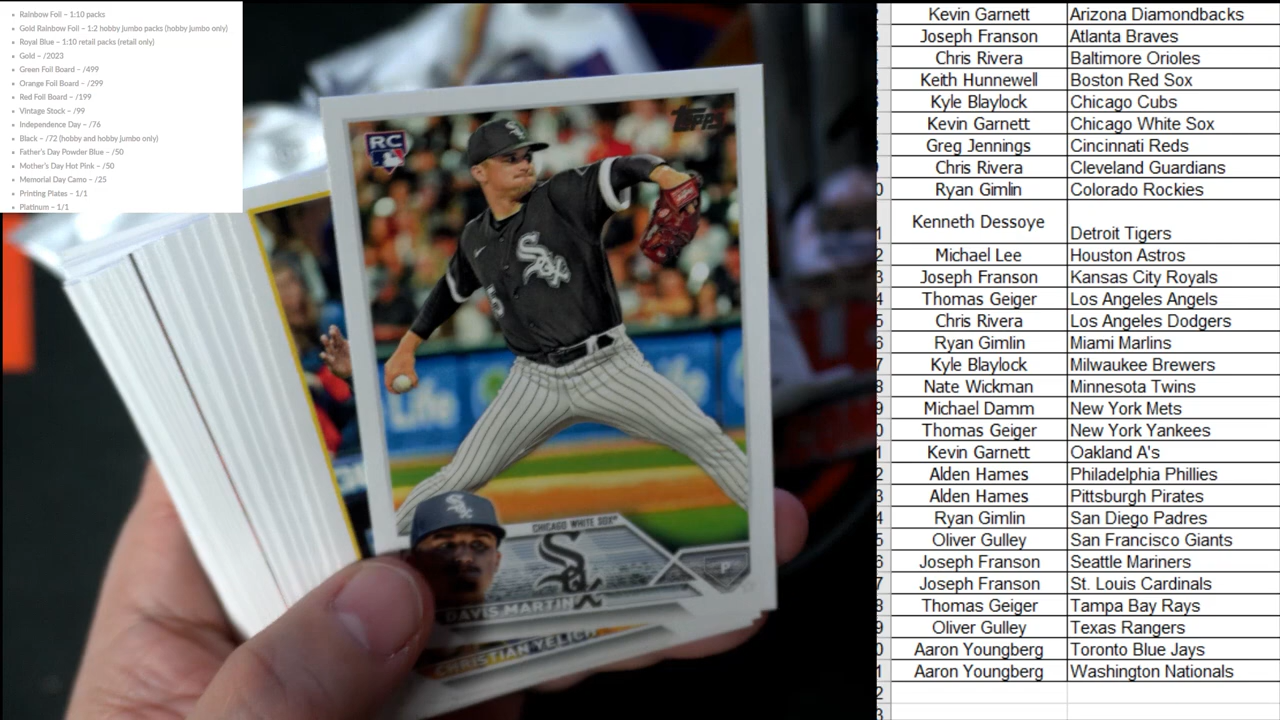 Rainbow Foil – 1:10 packs
Gold Rainbow Foil – 1:2 hobby jumbo packs (hobby jumbo only)
Royal Blue – 1:10 retail packs (retail only)
Gold – /2023
Green Foil Board – /499
Orange Foil Board – /299
Red Foil Board – /199
Vintage Stock – /99
Independence Day – /76
Black – /72 (hobby and hobby jumbo only)
Father's Day Powder Blue – /50
Mother's Day Hot Pink – /50
Memorial Day Camo – /25
Printing Plates – 1/1
Platinum – 1/1
Topps
RC
Sox
Life
CHICAGO WHITE SOX
Sox
P
DAVIS MARTIN
CHRISTIAN YELICH
Kevin Garnett Arizona Diamondbacks
Joseph Franson Atlanta Braves
Chris Rivera Baltimore Orioles
Keith Hunnewell Boston Red Sox
Kyle Blaylock Chicago Cubs
Kevin Garnett Chicago White Sox
Greg Jennings Cincinnati Reds
Chris Rivera Cleveland Guardians
Ryan Gimlin Colorado Rockies
Kenneth Dessoye Detroit Tigers
Michael Lee Houston Astros
Joseph Franson Kansas City Royals
Thomas Geiger Los Angeles Angels
Chris Rivera Los Angeles Dodgers
Ryan Gimlin Miami Marlins
Kyle Blaylock Milwaukee Brewers
Nate Wickman Minnesota Twins
Michael Damm New York Mets
Thomas Geiger New York Yankees
Kevin Garnett Oakland A's
Alden Hames Philadelphia Phillies
Alden Hames Pittsburgh Pirates
Ryan Gimlin San Diego Padres
Oliver Gulley San Francisco Giants
Joseph Franson Seattle Mariners
Joseph Franson St. Louis Cardinals
Thomas Geiger Tampa Bay Rays
Oliver Gulley Texas Rangers
Aaron Youngberg Toronto Blue Jays
Aaron Youngberg Washington Nationals